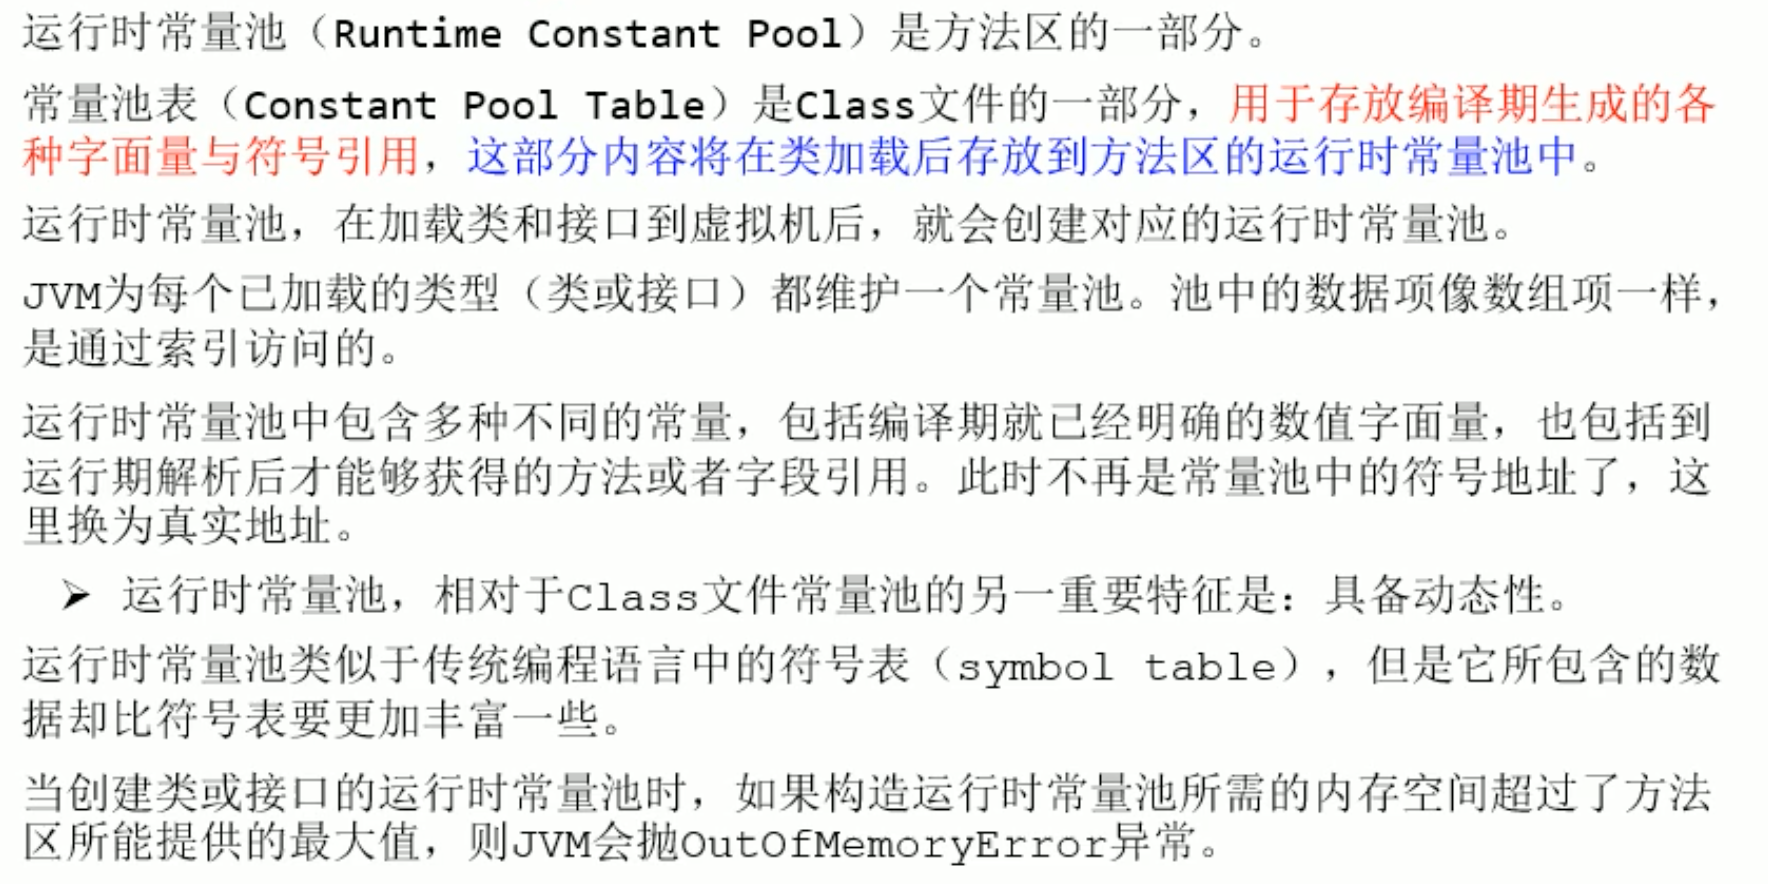 运行时常量池（Runtime Constant Pool）是方法区的一部分。
常量池表（Constant Pool Table）是Class文件的一部分，用于存放编译期生成的各
种字面量与符号引用，这部分内容将在类加载后存放到方法区的运行时常量池中。
运行时常量池，在加载类和接口到虚拟机后，就会创建对应的运行时常量池。
JVM为每个已加载的类型（类或接口）都维护一个常量池。池中的数据项像数组项一样，
是通过索引访问的。
运行时常量池中包含多种不同的常量，包括编译期就已经明确的数值字面量，也包括到
运行期解析后才能够获得的方法或者字段引用。此时不再是常量池中的符号地址了，这
里换为真实地址。
➢ 运行时常量池，相对于Class文件常量池的另一重要特征是：具备动态性。
运行时常量池类似于传统编程语言中的符号表（symbol table），但是它所包含的数
据却比符号表要更加丰富一些。
当创建类或接口的运行时常量池时，如果构造运行时常量池所需的内存空间超过了方法
区所能提供的最大值，则JVM会抛OutOfMemoryError异常。